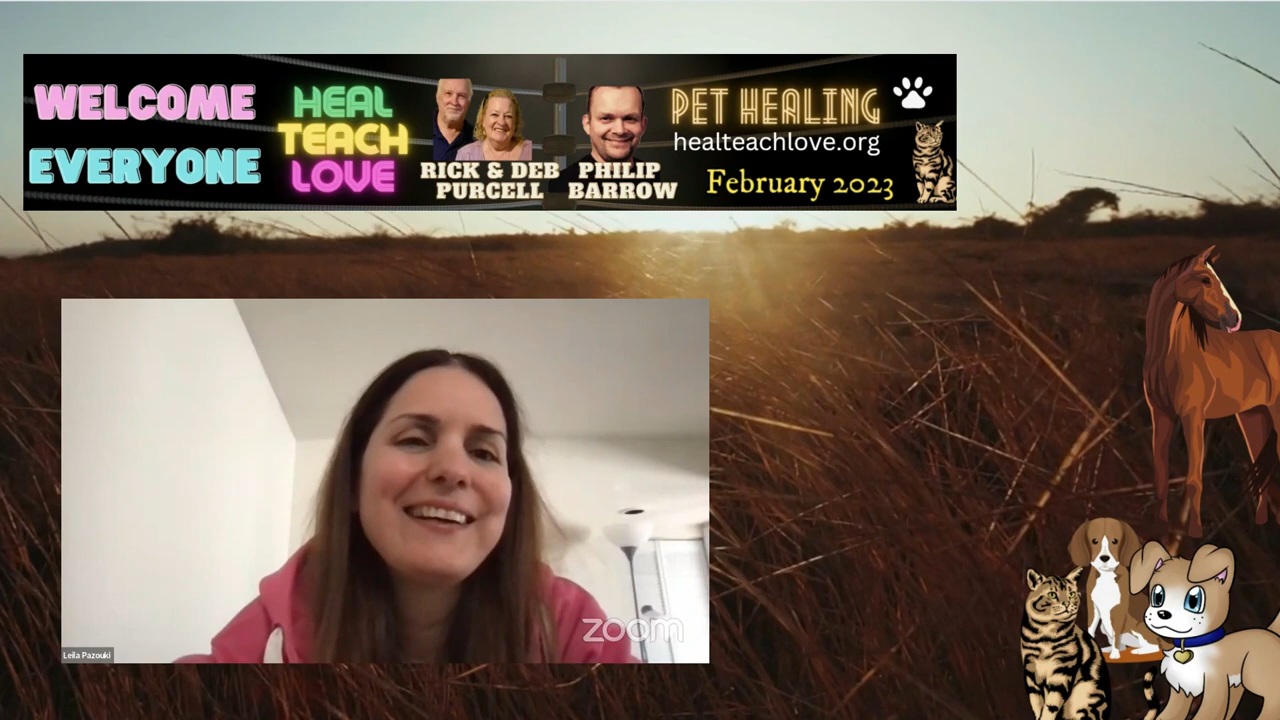 WELCOME
EVERYONE
HEAL
TEACH
LOVE
RICK & DEB
PURCELL
PHILIP
BARROW
PET HEALING
healteachlove.org
February 2023
zoom
Leila Pazouki